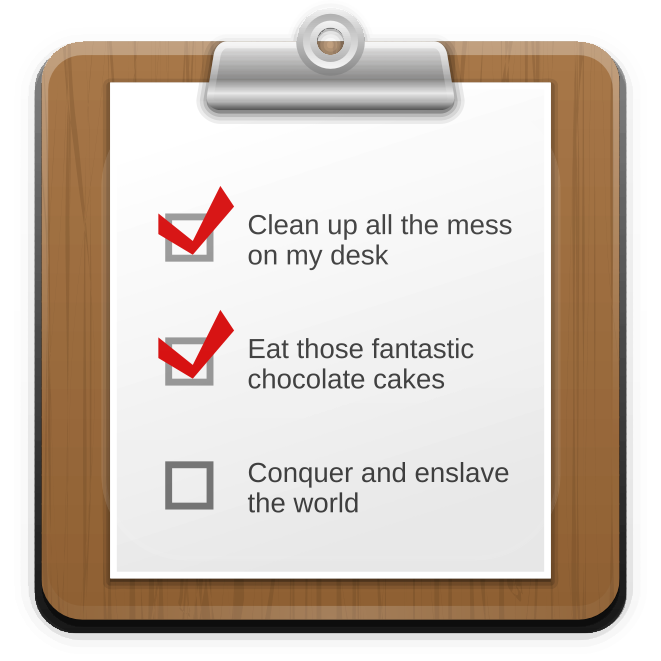 Clean up all the mess
on my desk
Eat those fantastic
chocolate cakes
Conquer and enslave
the world